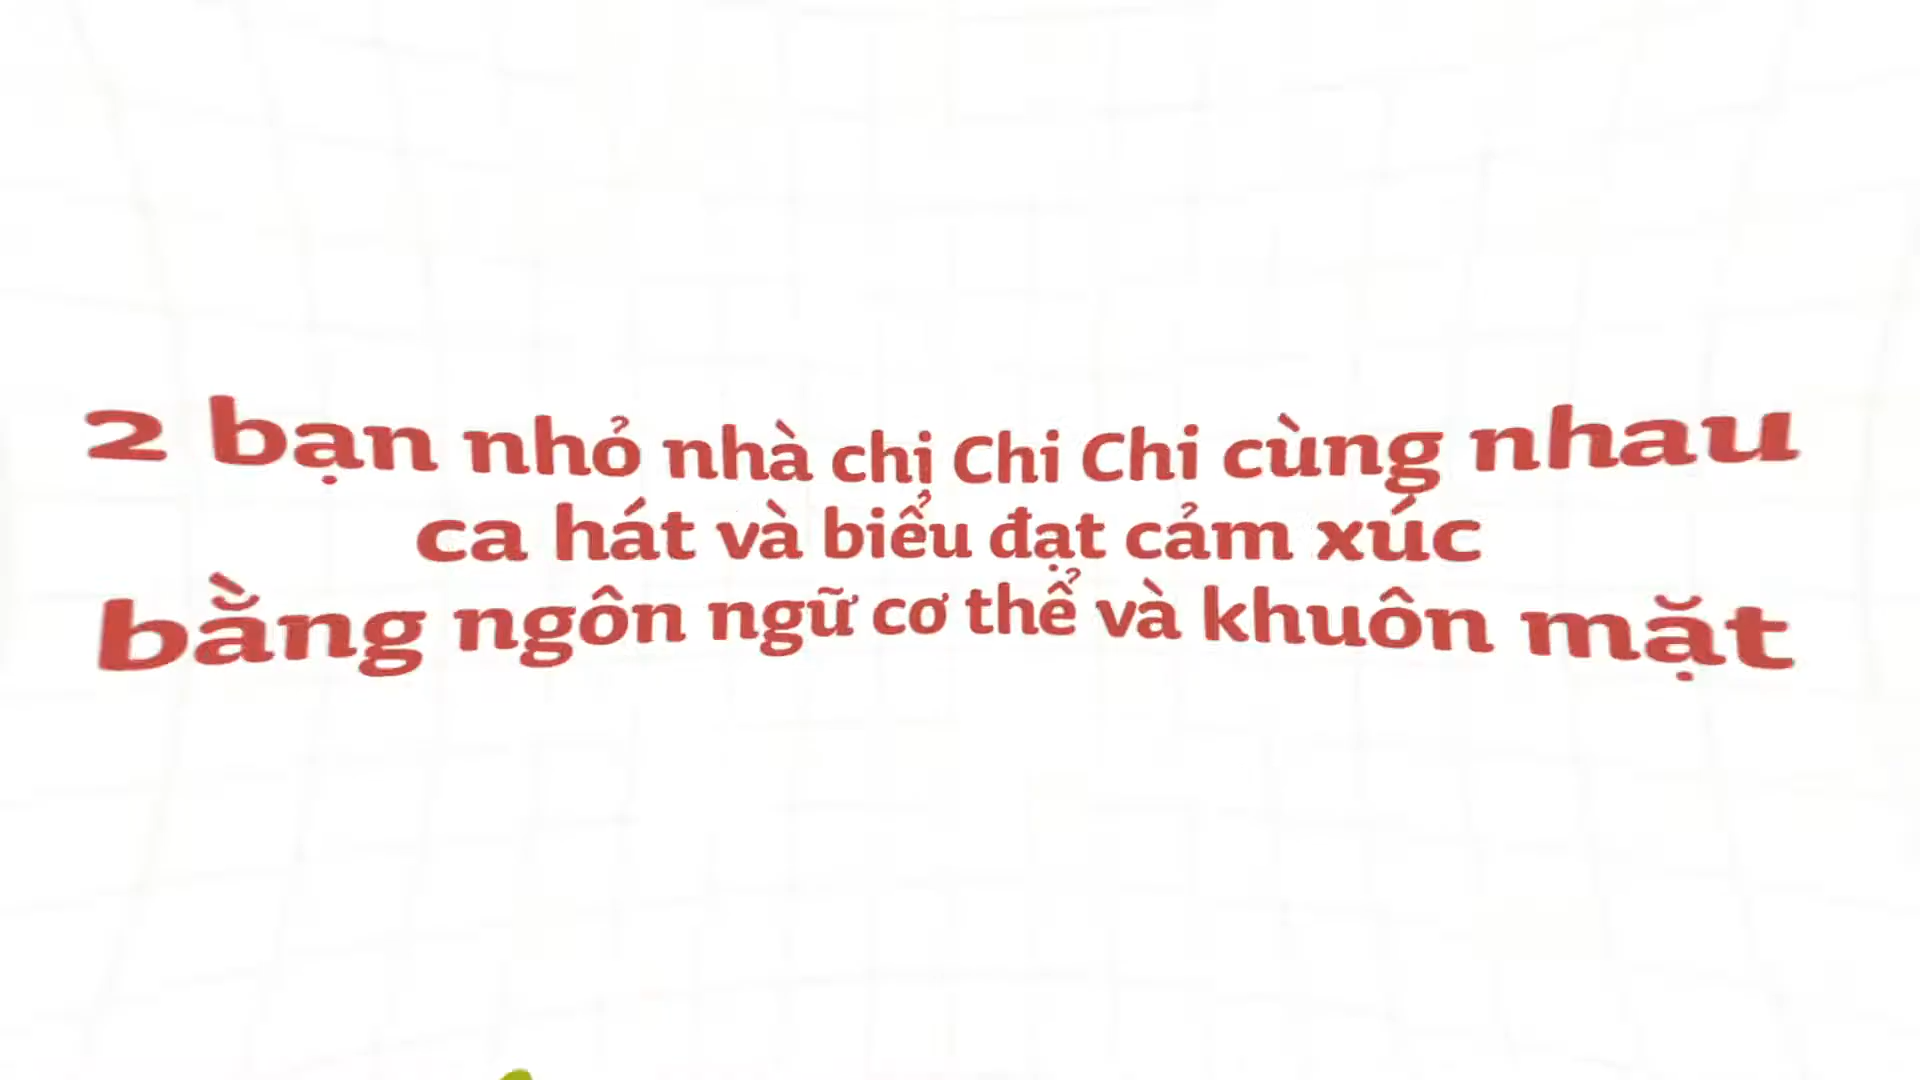 2 bạn nhỏ nhà chị Chi Chi cùng nhau
ca hát và biểu đạt cảm xúc
bằng ngôn ngữ cơ thể và khuôn mặt